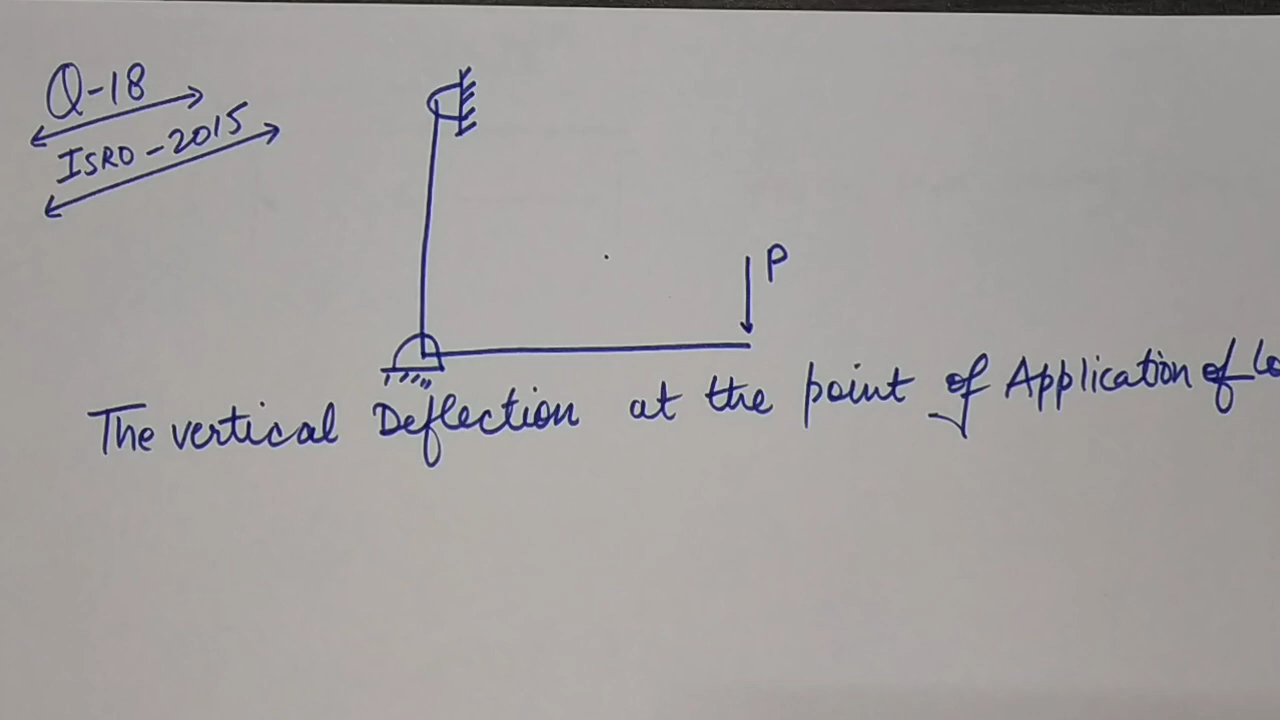 Q-18
ISRO-2015
P
The vertical Deflection at the point of Application of